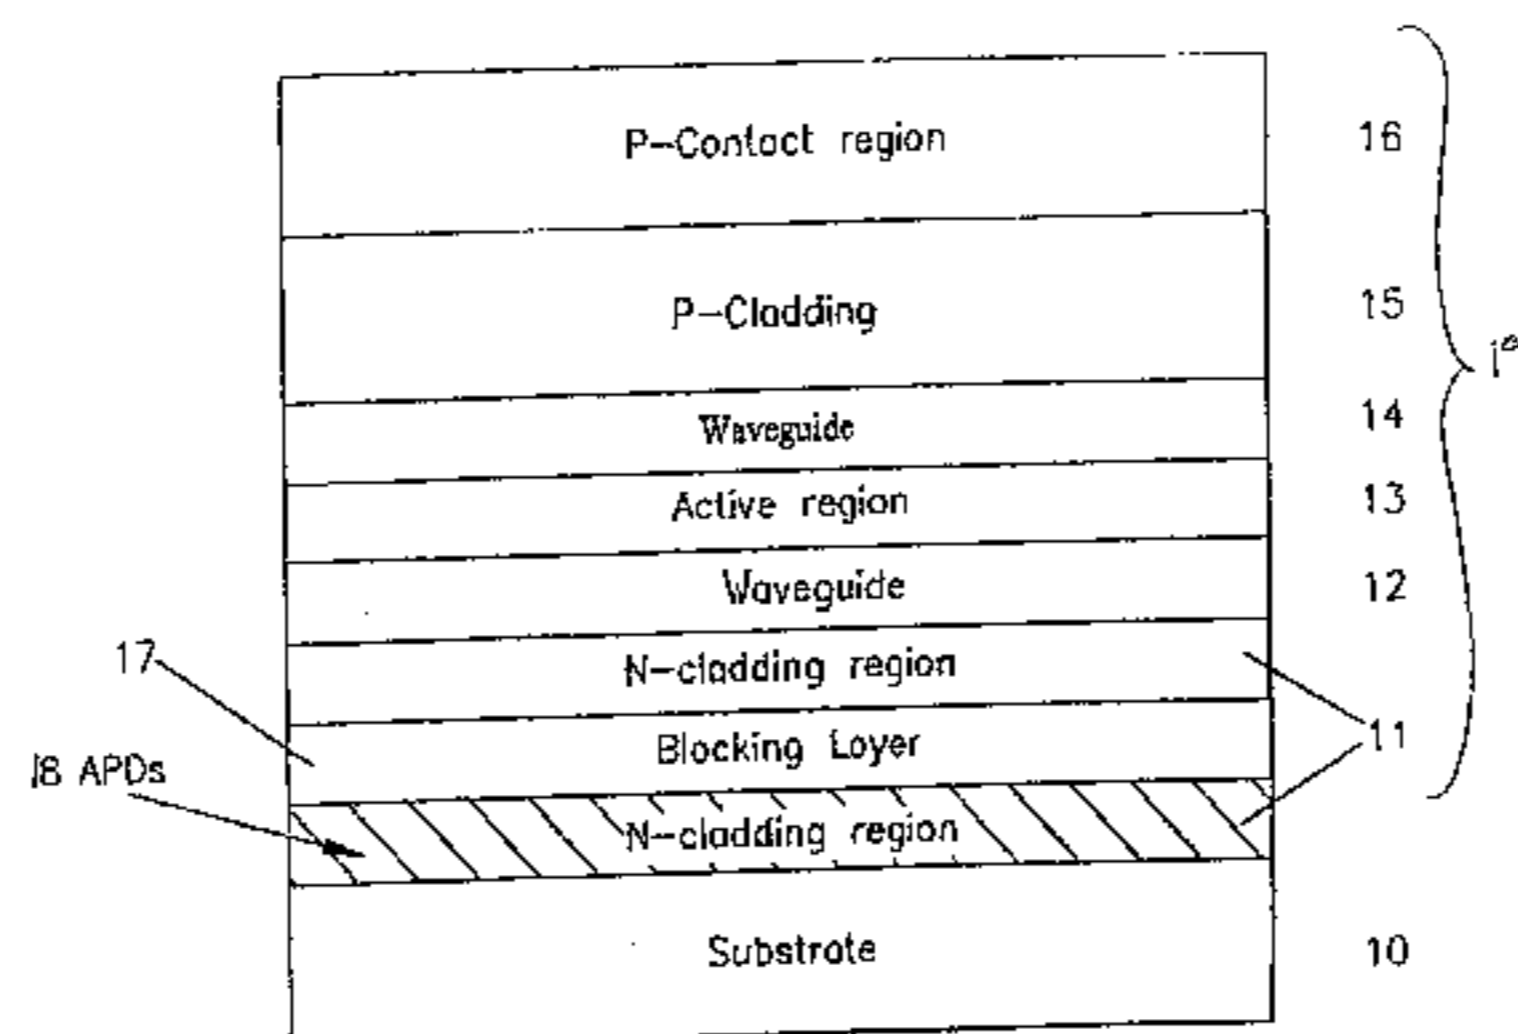 P-Contact region 16
P-Cladding 15
Waveguide 14
Active region 13
Waveguide 12
17 N-cladding region
Blocking Layer 11
18 APDs
N-cladding region
Substrate 10